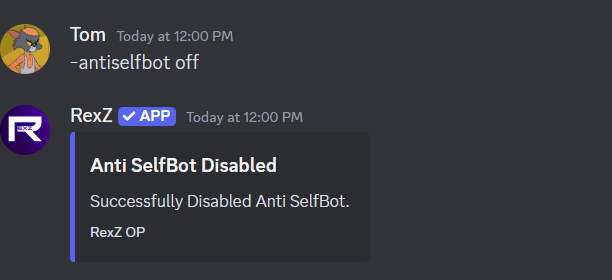 Tom Today at 12:00 PM
-antiselfbot off
RexZ ✓ APP Today at 12:00 PM
Anti SelfBot Disabled
Successfully Disabled Anti SelfBot.
RexZ OP